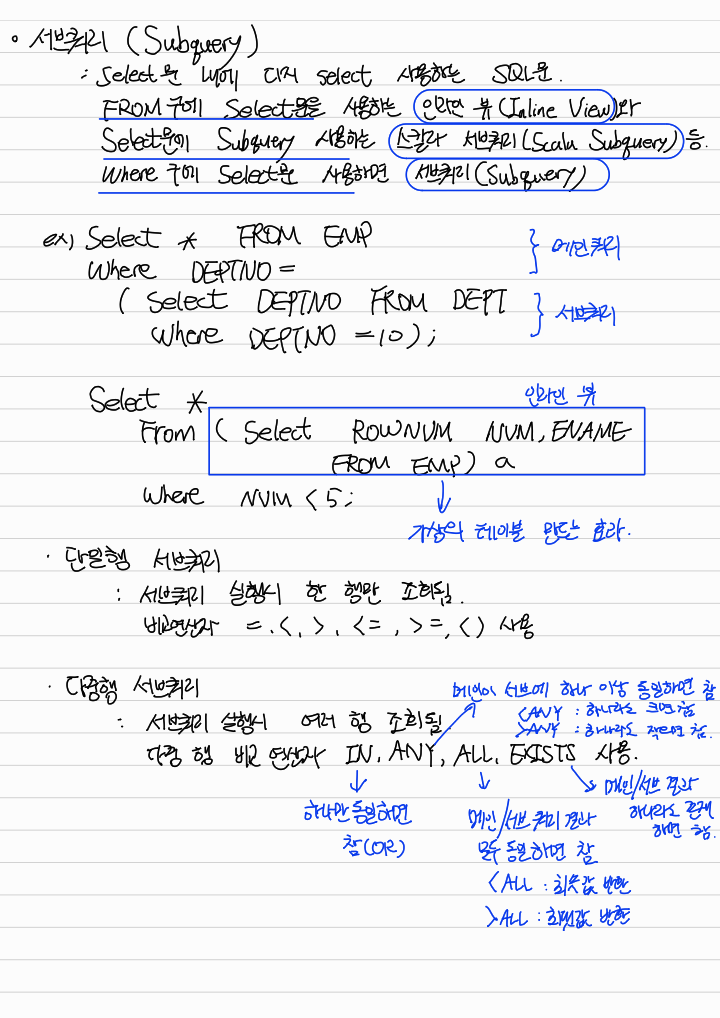 • 서브쿼리 (Subquery)
: Select문 내에 다시 select 사용하는 SQL문.
FROM구에 Select문을 사용하는 인라인 뷰(Inline View)와
Select문에 Subquery 사용하는 스칼라 서브쿼리(Scala Subquery) 등.
Where 구에 Select문 사용하면 서브쿼리(Subquery)
ex) Select * FROM EMP
Where DEPTNO =
} 메인쿼리
( Select DEPTNO FROM DEPT
Where DEPTNO = 10 );
} 서브쿼리
Select *
인라인 뷰
From ( Select ROWNUM NUM, ENAME
FROM EMP ) a
Where NUM < 5;
가상의 테이블 만드는 효과.
· 단일행 서브쿼리
: 서브쿼리 실행시 한 행만 조회됨.
비교연산자 =. <, >. <= , >=, <> 사용
· 다중행 서브쿼리
메인이 서브에 하나 이상 동일하면 참
<ANY : 하나라도 크면 참
>ANY : 하나라도 작으면 참.
: 서브쿼리 실행시 여러 행 조회됨.
다중 행 비교 연산자 IN, ANY, ALL, EXISTS 사용.
하나만 동일하면
참(OR)
메인/서브 쿼리 결과
모두 동일하면 참
<ALL : 최솟값 반환
>ALL : 최댓값 반환
메인/서브 결과
하나라도 존재
하면 참.